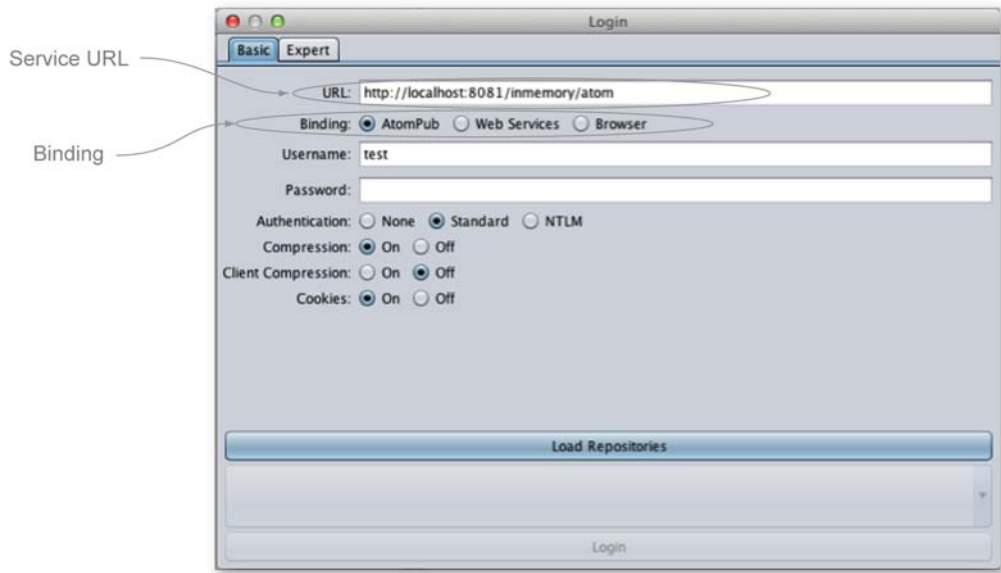 Login
Basic Expert
Service URL
URL: http://localhost:8081/inmemory/atom
Binding: AtomPub Web Services Browser
Binding
Username: test
Password:
Authentication: None Standard NTLM
Compression: On Off
Client Compression: On Off
Cookies: On Off
Load Repositories
Login